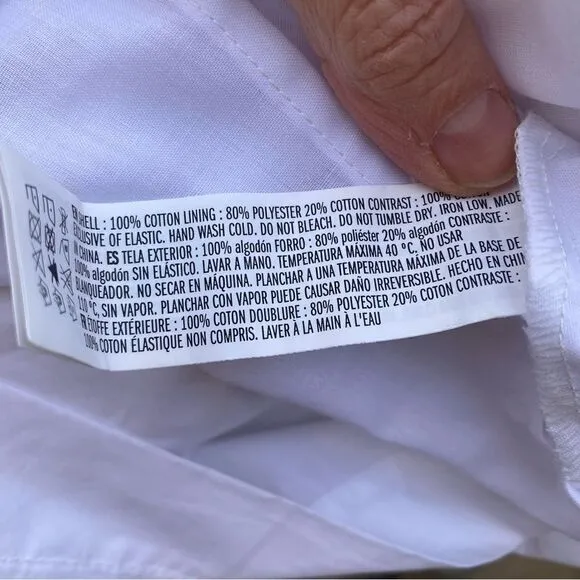 SHELL : 100% COTTON LINING : 80% POLYESTER 20% COTTON CONTRAST : 100% COTTON
EXCLUSIVE OF ELASTIC. HAND WASH COLD. DO NOT BLEACH. DO NOT TUMBLE DRY. IRON LOW. MADE
IN CHINA. ES TELA EXTERIOR : 100% algodón FORRO : 80% poliéster 20% algodón CONTRASTE :
100% algodón SIN ELÁSTICO. LAVAR A MANO. TEMPERATURA MÁXIMA 40 °C. NO USAR
BLANQUEADOR. NO SECAR EN MÁQUINA. PLANCHAR A UNA TEMPERATURA MÁXIMA DE LA BASE DE
110 °C, SIN VAPOR. PLANCHAR CON VAPOR PUEDE CAUSAR DAÑO IRREVERSIBLE. HECHO EN CHIN
FR ÉTOFFE EXTÉRIEURE : 100% COTON DOUBLURE : 80% POLYESTER 20% COTON CONTRASTE :
100% COTON ÉLASTIQUE NON COMPRIS. LAVER À LA MAIN À L'EAU